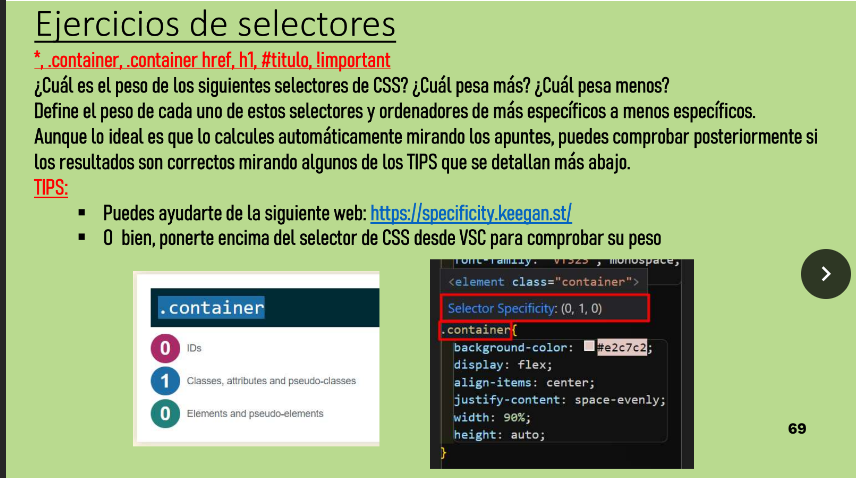 Ejercicios de selectores
*, .container, .container href, h1, #titulo, !important
¿Cuál es el peso de los siguientes selectores de CSS? ¿Cuál pesa más? ¿Cuál pesa menos?
Define el peso de cada uno de estos selectores y ordenadores de más específicos a menos específicos.
Aunque lo ideal es que lo calcules automáticamente mirando los apuntes, puedes comprobar posteriormente si
los resultados son correctos mirando algunos de los TIPS que se detallan más abajo.
TIPS:
▪ Puedes ayudarte de la siguiente web: https://specificity.keegan.st/
▪ O bien, ponerte encima del selector de CSS desde VSC para comprobar su peso
.container
0 IDs
1 Classes, attributes and pseudo-classes
0 Elements and pseudo-elements
font-family: "VT323", monospace;
<element class="container">
Selector Specificity: (0, 1, 0)
.container{
background-color: #e2c7c2;
display: flex;
align-items: center;
justify-content: space-evenly;
width: 90%;
height: auto;
}
69